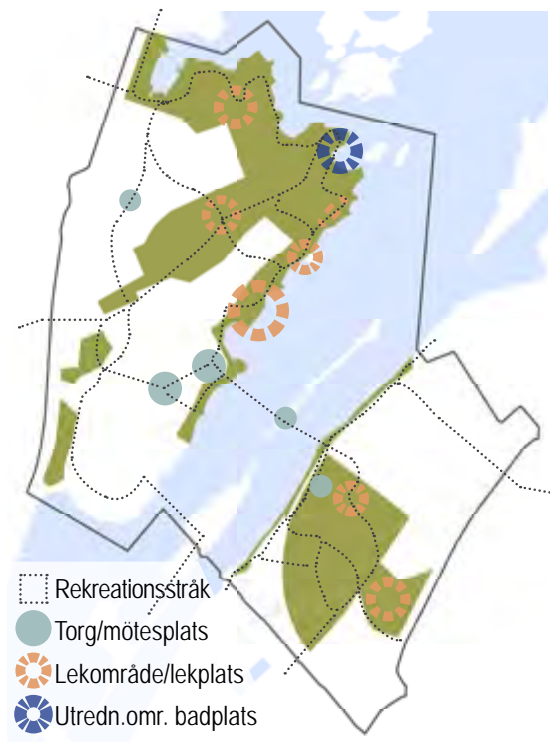 Rekreationsstråk
Torg/mötesplats
Lekområde/lekplats
Utredn.omr. badplats